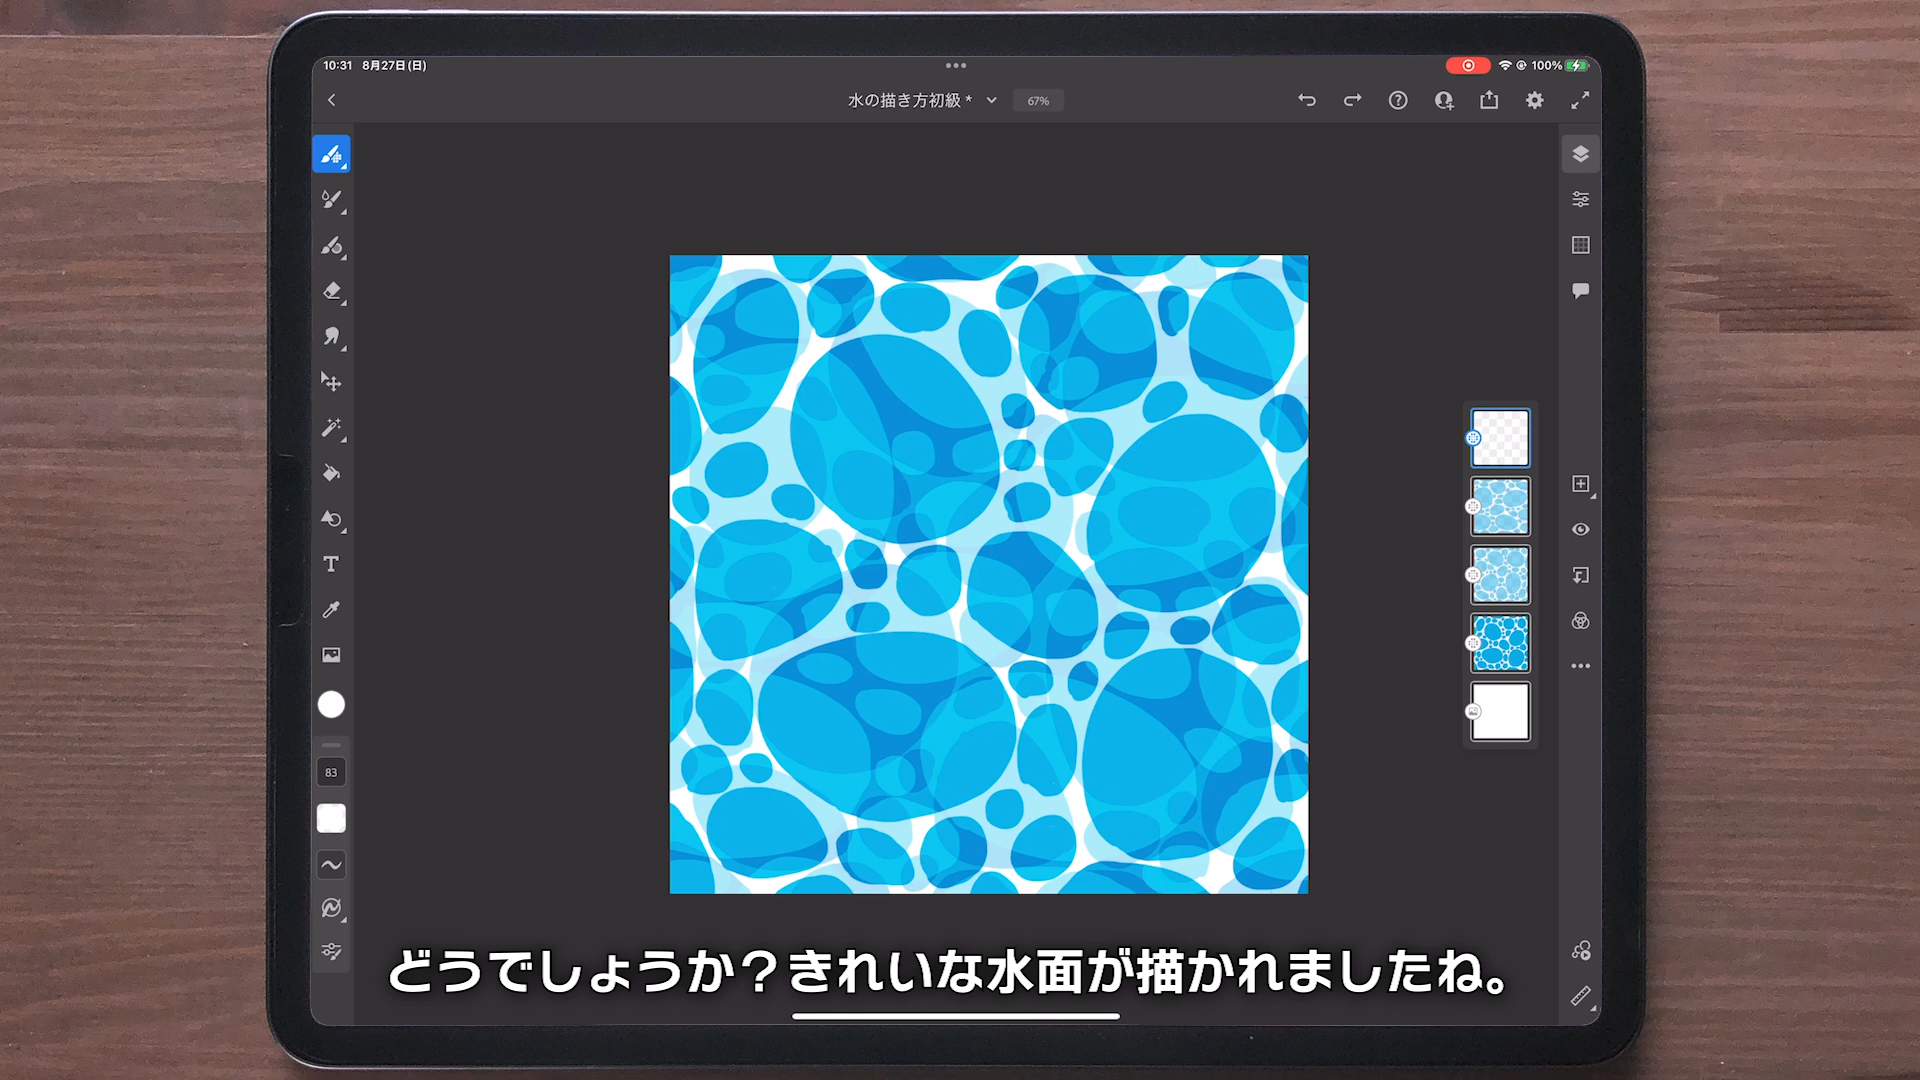 10:31 8月27日(日)
100%
水の描き方初級 *
67%
T
83
どうでしょうか？きれいな水面が描かれましたね。